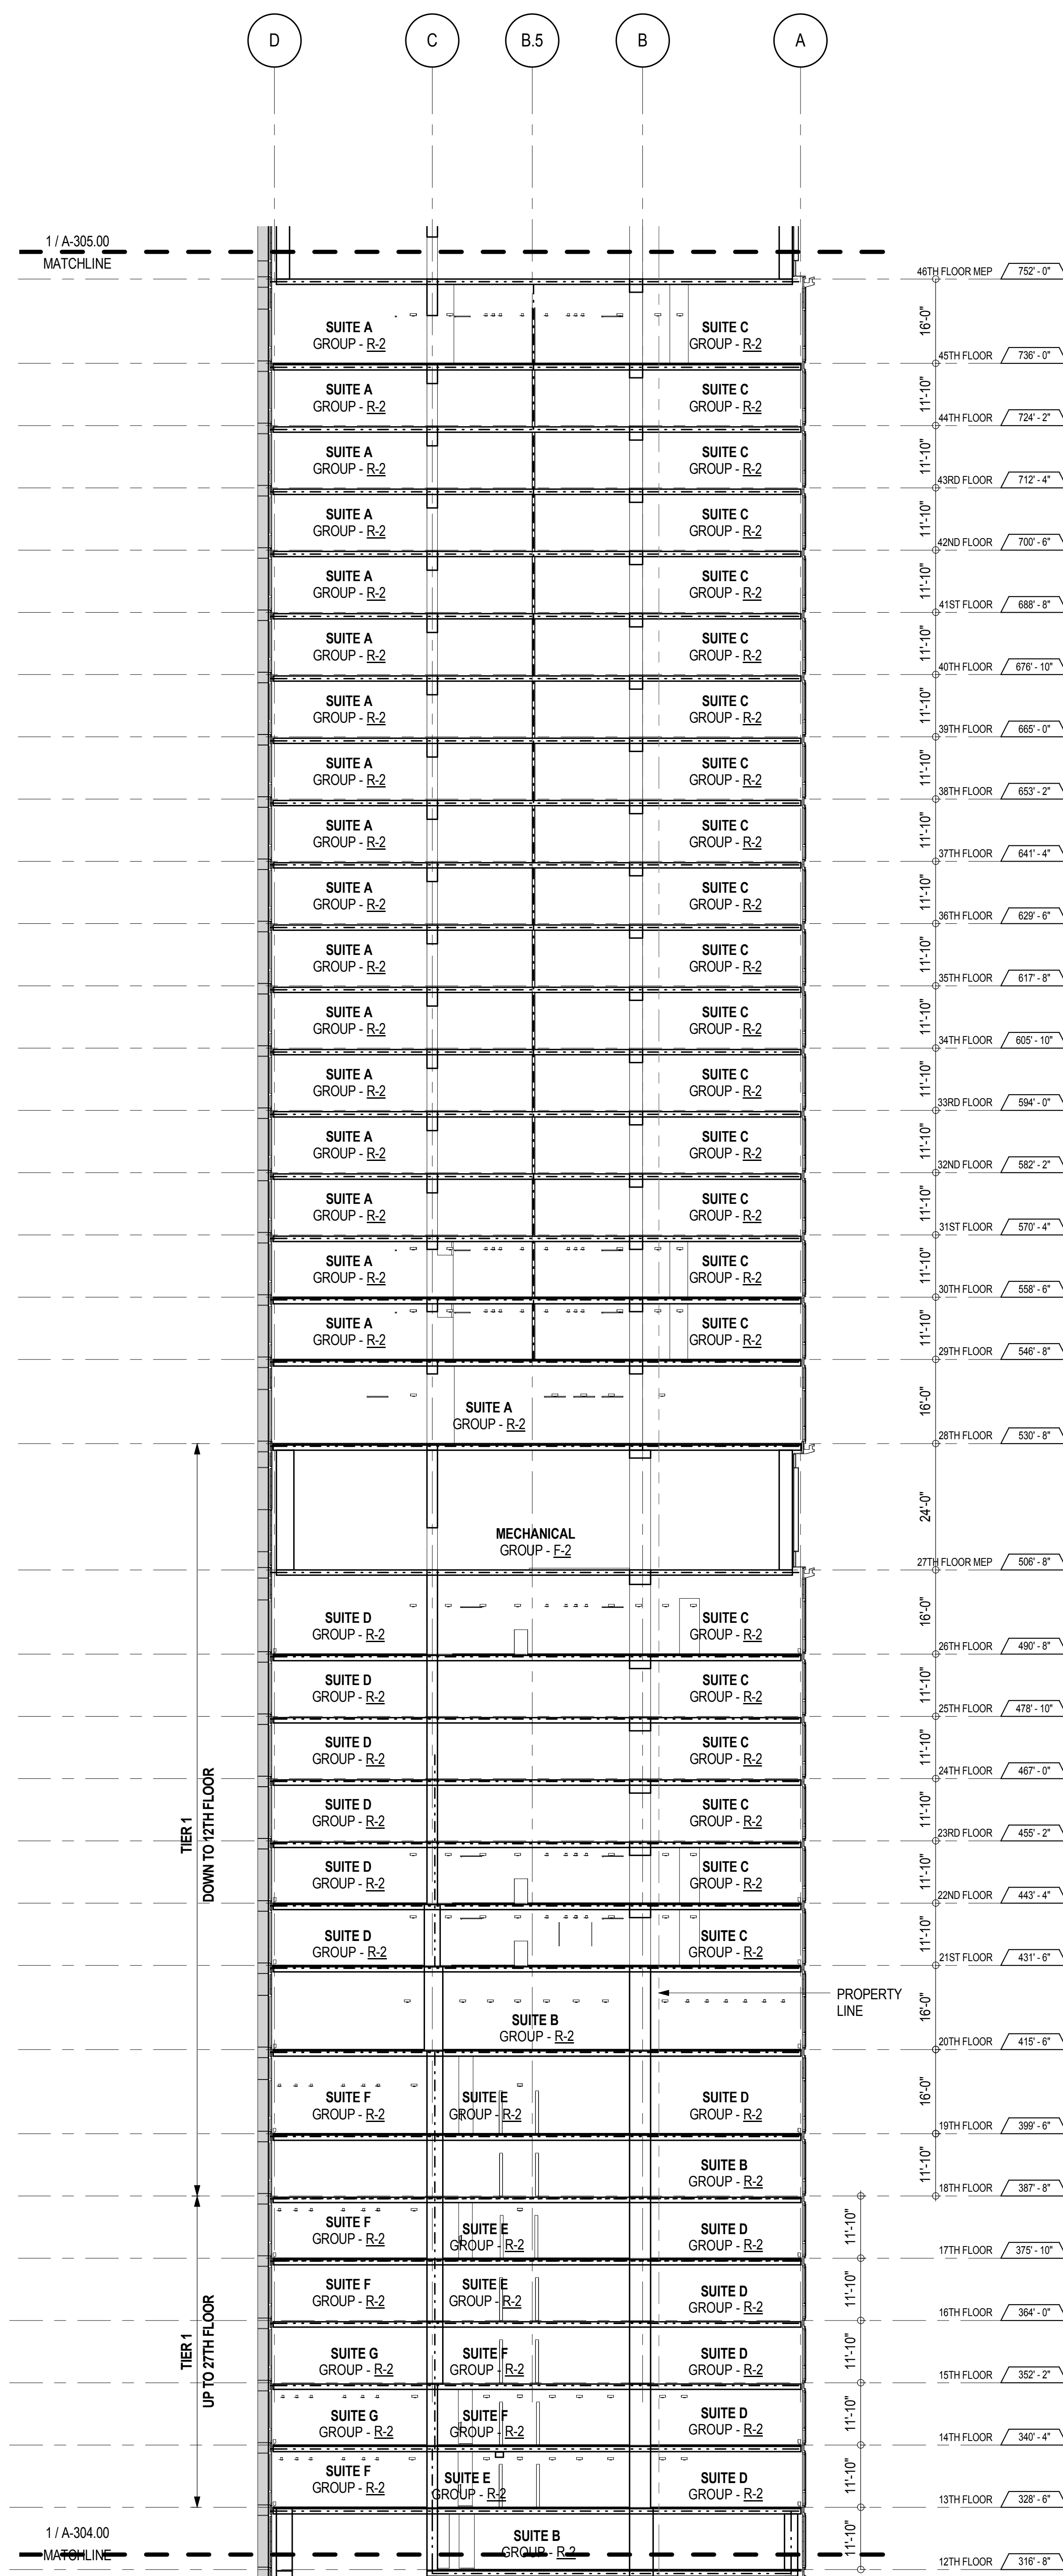 D
C
B.5
B
A
1 / A-305.00
MATCHLINE
46TH FLOOR MEP 752' - 0"
16'-0"
SUITE A SUITE C
GROUP - R-2 GROUP - R-2
45TH FLOOR 736' - 0"
11'-10"
SUITE A SUITE C
GROUP - R-2 GROUP - R-2
44TH FLOOR 724' - 2"
11'-10"
SUITE A SUITE C
GROUP - R-2 GROUP - R-2
43RD FLOOR 712' - 4"
11'-10"
SUITE A SUITE C
GROUP - R-2 GROUP - R-2
42ND FLOOR 700' - 6"
11'-10"
SUITE A SUITE C
GROUP - R-2 GROUP - R-2
41ST FLOOR 688' - 8"
11'-10"
SUITE A SUITE C
GROUP - R-2 GROUP - R-2
40TH FLOOR 676' - 10"
11'-10"
SUITE A SUITE C
GROUP - R-2 GROUP - R-2
39TH FLOOR 665' - 0"
11'-10"
SUITE A SUITE C
GROUP - R-2 GROUP - R-2
38TH FLOOR 653' - 2"
11'-10"
SUITE A SUITE C
GROUP - R-2 GROUP - R-2
37TH FLOOR 641' - 4"
11'-10"
SUITE A SUITE C
GROUP - R-2 GROUP - R-2
36TH FLOOR 629' - 6"
11'-10"
SUITE A SUITE C
GROUP - R-2 GROUP - R-2
35TH FLOOR 617' - 8"
11'-10"
SUITE A SUITE C
GROUP - R-2 GROUP - R-2
34TH FLOOR 605' - 10"
11'-10"
SUITE A SUITE C
GROUP - R-2 GROUP - R-2
33RD FLOOR 594' - 0"
11'-10"
SUITE A SUITE C
GROUP - R-2 GROUP - R-2
32ND FLOOR 582' - 2"
11'-10"
SUITE A SUITE C
GROUP - R-2 GROUP - R-2
31ST FLOOR 570' - 4"
11'-10"
SUITE A SUITE C
GROUP - R-2 GROUP - R-2
30TH FLOOR 558' - 6"
11'-10"
SUITE A SUITE C
GROUP - R-2 GROUP - R-2
29TH FLOOR 546' - 8"
16'-0"
SUITE A
GROUP - R-2
28TH FLOOR 530' - 8"
24'-0"
MECHANICAL
GROUP - F-2
27TH FLOOR MEP 506' - 8"
16'-0"
SUITE D SUITE C
GROUP - R-2 GROUP - R-2
26TH FLOOR 490' - 8"
11'-10"
SUITE D SUITE C
GROUP - R-2 GROUP - R-2
25TH FLOOR 478' - 10"
11'-10"
SUITE D SUITE C
GROUP - R-2 GROUP - R-2
24TH FLOOR 467' - 0"
11'-10"
TIER 1
DOWN TO 12TH FLOOR
SUITE D SUITE C
GROUP - R-2 GROUP - R-2
23RD FLOOR 455' - 2"
11'-10"
SUITE D SUITE C
GROUP - R-2 GROUP - R-2
22ND FLOOR 443' - 4"
11'-10"
SUITE D SUITE C
GROUP - R-2 GROUP - R-2
21ST FLOOR 431' - 6"
PROPERTY
LINE
16'-0"
SUITE B
GROUP - R-2
20TH FLOOR 415' - 6"
16'-0"
SUITE F SUITE E SUITE D
GROUP - R-2 GROUP - R-2 GROUP - R-2
19TH FLOOR 399' - 6"
11'-10"
SUITE B
GROUP - R-2
18TH FLOOR 387' - 8"
11'-10"
SUITE F SUITE E SUITE D
GROUP - R-2 GROUP - R-2 GROUP - R-2
17TH FLOOR 375' - 10"
11'-10"
SUITE F SUITE E SUITE D
GROUP - R-2 GROUP - R-2 GROUP - R-2
16TH FLOOR 364' - 0"
11'-10"
TIER 1
UP TO 27TH FLOOR
SUITE G SUITE F SUITE D
GROUP - R-2 GROUP - R-2 GROUP - R-2
15TH FLOOR 352' - 2"
11'-10"
SUITE G SUITE F SUITE D
GROUP - R-2 GROUP - R-2 GROUP - R-2
14TH FLOOR 340' - 4"
11'-10"
SUITE F SUITE E SUITE D
GROUP - R-2 GROUP - R-2 GROUP - R-2
13TH FLOOR 328' - 6"
11'-10"
1 / A-304.00
MATCHLINE
SUITE B
GROUP - R-2
12TH FLOOR 316' - 8"